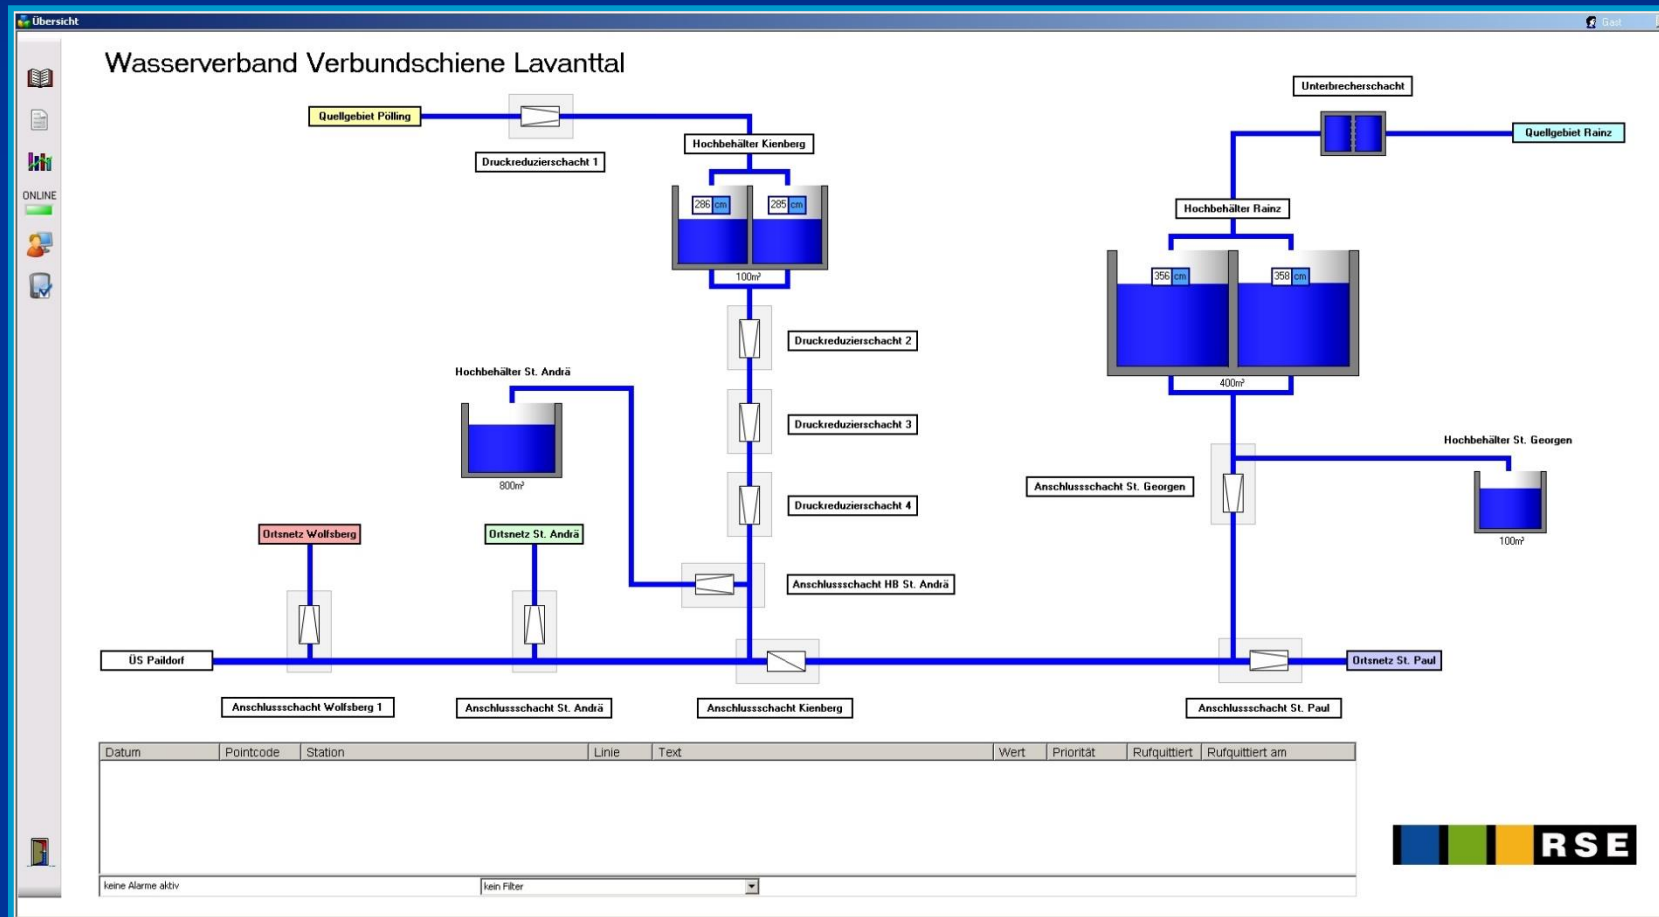 Übersicht
Gast
Wasserverband Verbundschiene Lavanttal
ONLINE
Quellgebiet Pölling
Druckreduzierschacht 1
Hochbehälter Kienberg
286 cm
285 cm
100m³
Unterbrecherschacht
Quellgebiet Rainz
Hochbehälter Rainz
356 cm
358 cm
400m³
Druckreduzierschacht 2
Hochbehälter St. Andrä
800m³
Druckreduzierschacht 3
Druckreduzierschacht 4
Hochbehälter St. Georgen
100m³
Anschlussschacht St. Georgen
Ortsnetz Wolfsberg
Ortsnetz St. Andrä
Anschlussschacht HB St. Andrä
ÜS Paildorf
Ortsnetz St. Paul
Anschlussschacht Wolfsberg 1
Anschlussschacht St. Andrä
Anschlussschacht Kienberg
Anschlussschacht St. Paul
Datum Pointcode Station Linie Text Wert Priorität Rufquittiert Rufquittiert am
keine Alarme aktiv
kein Filter
RSE